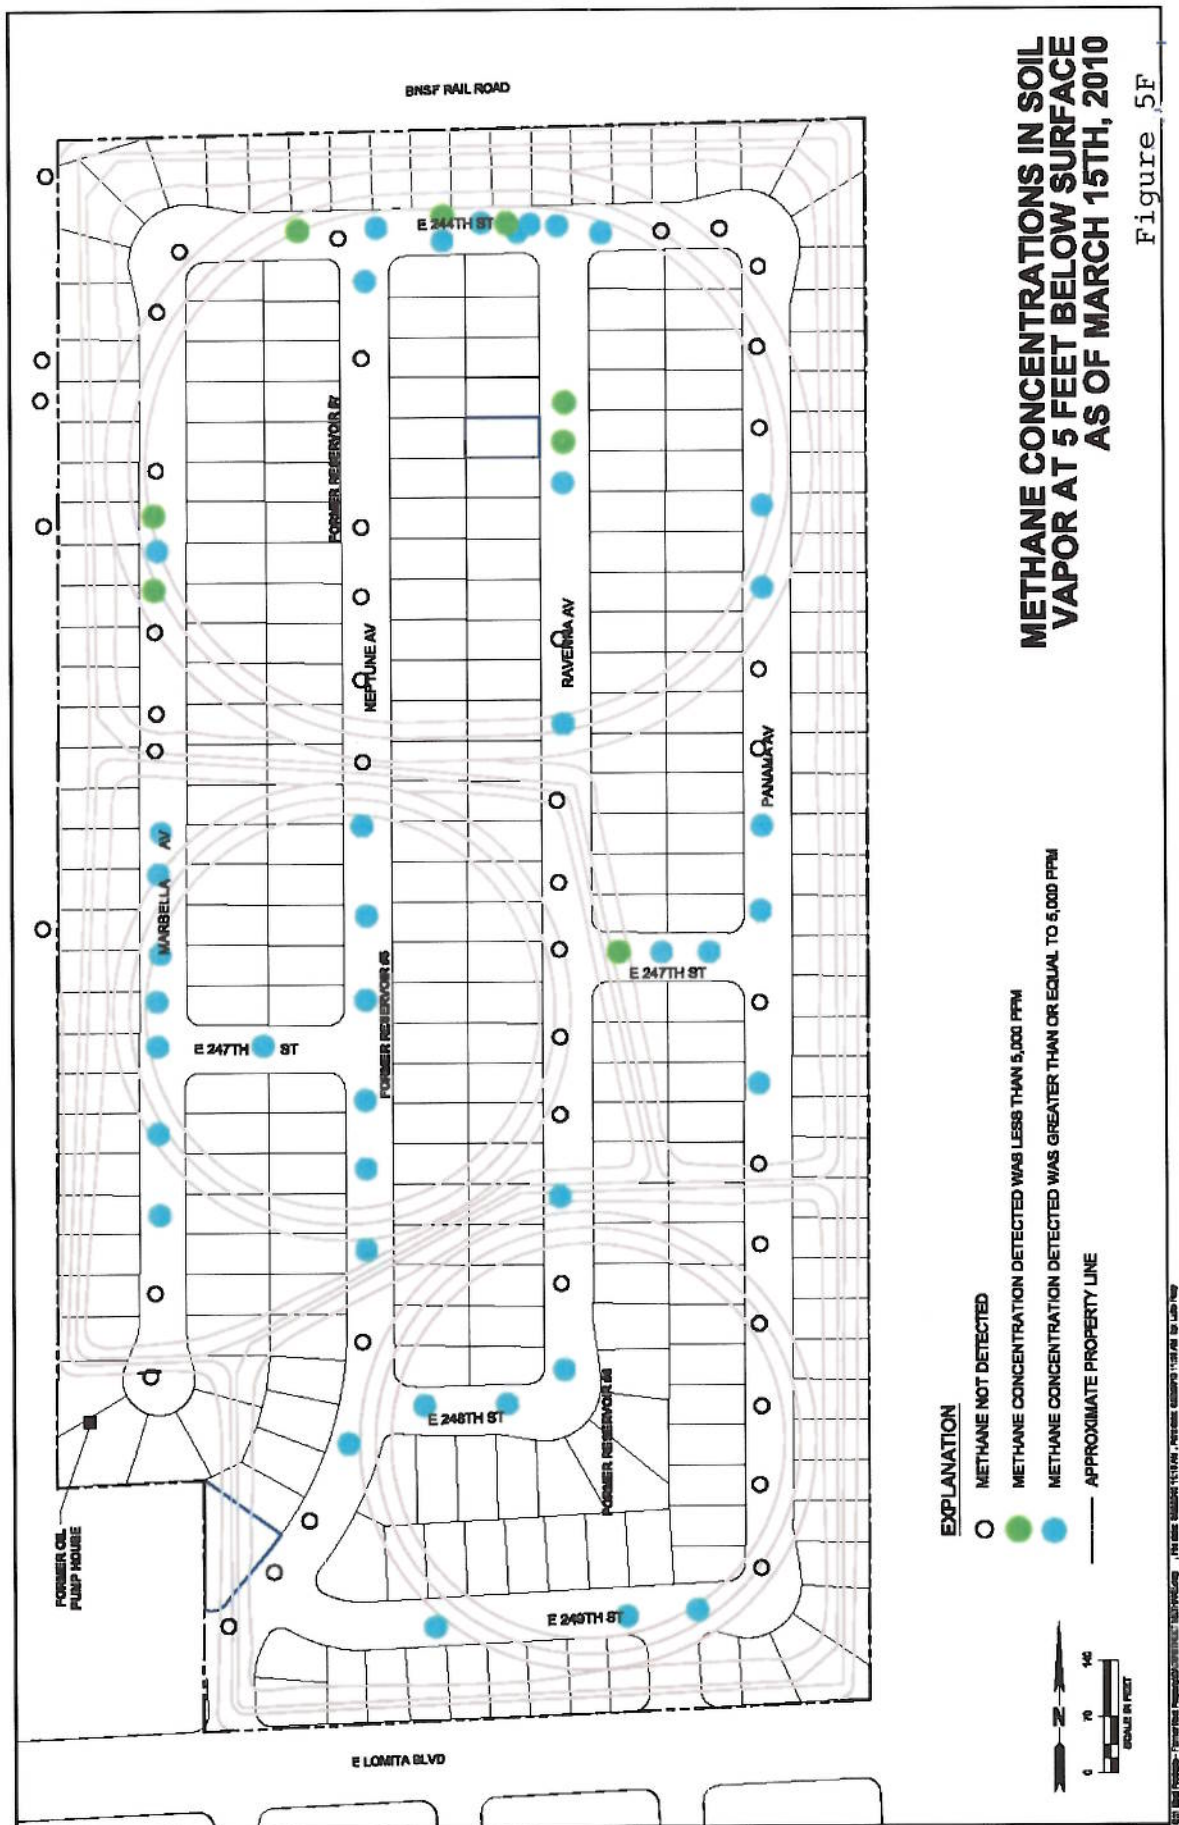 BNSF RAIL ROAD
E 244TH ST
FORMER RESERVOIR #7
NEPTUNE AV
RAVENNA AV
PANAMA AV
MARBELLA AV
E 247TH ST
E 247TH ST
FORMER RESERVOIR #5
E 248TH ST
FORMER RESERVOIR #6
E 249TH ST
FORMER OIL
PUMP HOUSE
E LOMITA BLVD
METHANE CONCENTRATIONS IN SOIL
VAPOR AT 5 FEET BELOW SURFACE
AS OF MARCH 15TH, 2010
Figure 5F
EXPLANATION
METHANE NOT DETECTED
METHANE CONCENTRATION DETECTED WAS LESS THAN 5,000 PPM
METHANE CONCENTRATION DETECTED WAS GREATER THAN OR EQUAL TO 5,000 PPM
APPROXIMATE PROPERTY LINE
N
0 70 140
SCALE IN FEET